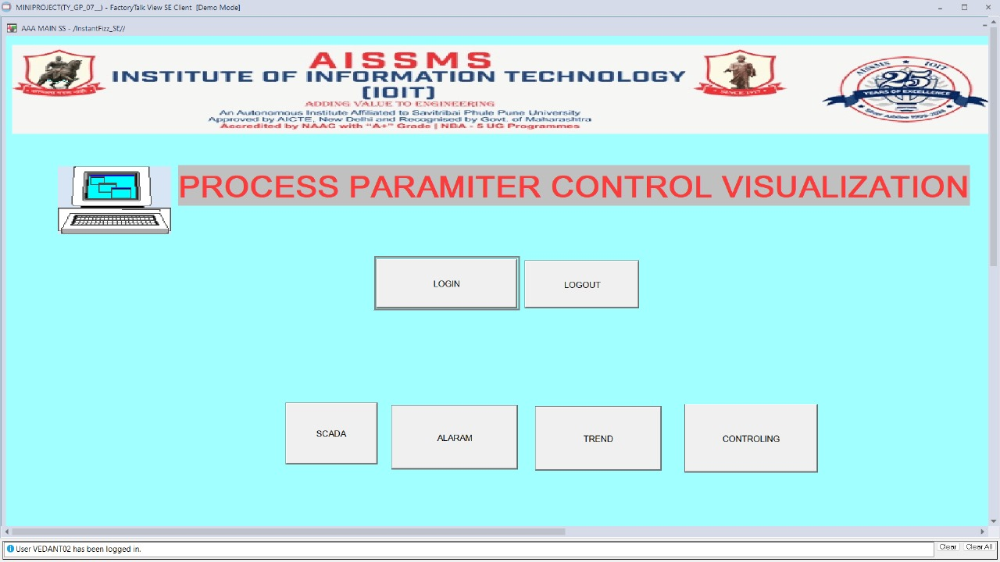 MINIPROJECT(TY_GP_07__) - FactoryTalk View SE Client [Demo Mode]
AAA MAIN SS - /InstantFizz_SE//
AISSMS
INSTITUTE OF INFORMATION TECHNOLOGY
(IOIT)
ADDING VALUE TO ENGINEERING
An Autonomous Institute Affiliated to Savitribai Phule Pune University
Approved by AICTE, New Delhi and Recognised by Govt. of Maharashtra
Accredited by NAAC with "A+" Grade | NBA - 5 UG Programmes
SINCE 1917
AISSMS IOIT
25
YEARS OF EXCELLENCE
PROCESS PARAMITER CONTROL VISUALIZATION
LOGIN
LOGOUT
SCADA
ALARAM
TREND
CONTROLING
User VEDANT02 has been logged in.
Clear
Clear All